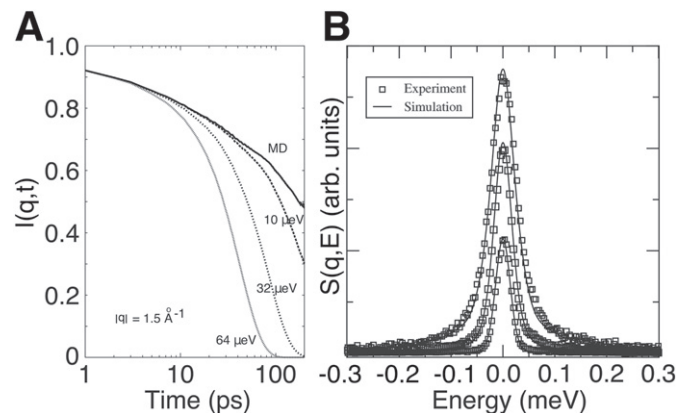 A
1.0
0.8
0.6
0.4
0.2
0
I(q,t)
MD
10 μeV
32 μeV
64 μeV
|q| = 1.5 Å⁻¹
1
10
100
Time (ps)
B
Experiment
Simulation
S(q,E) (arb. units)
-0.3 -0.2 -0.1 0.0 0.1 0.2 0.3
Energy (meV)